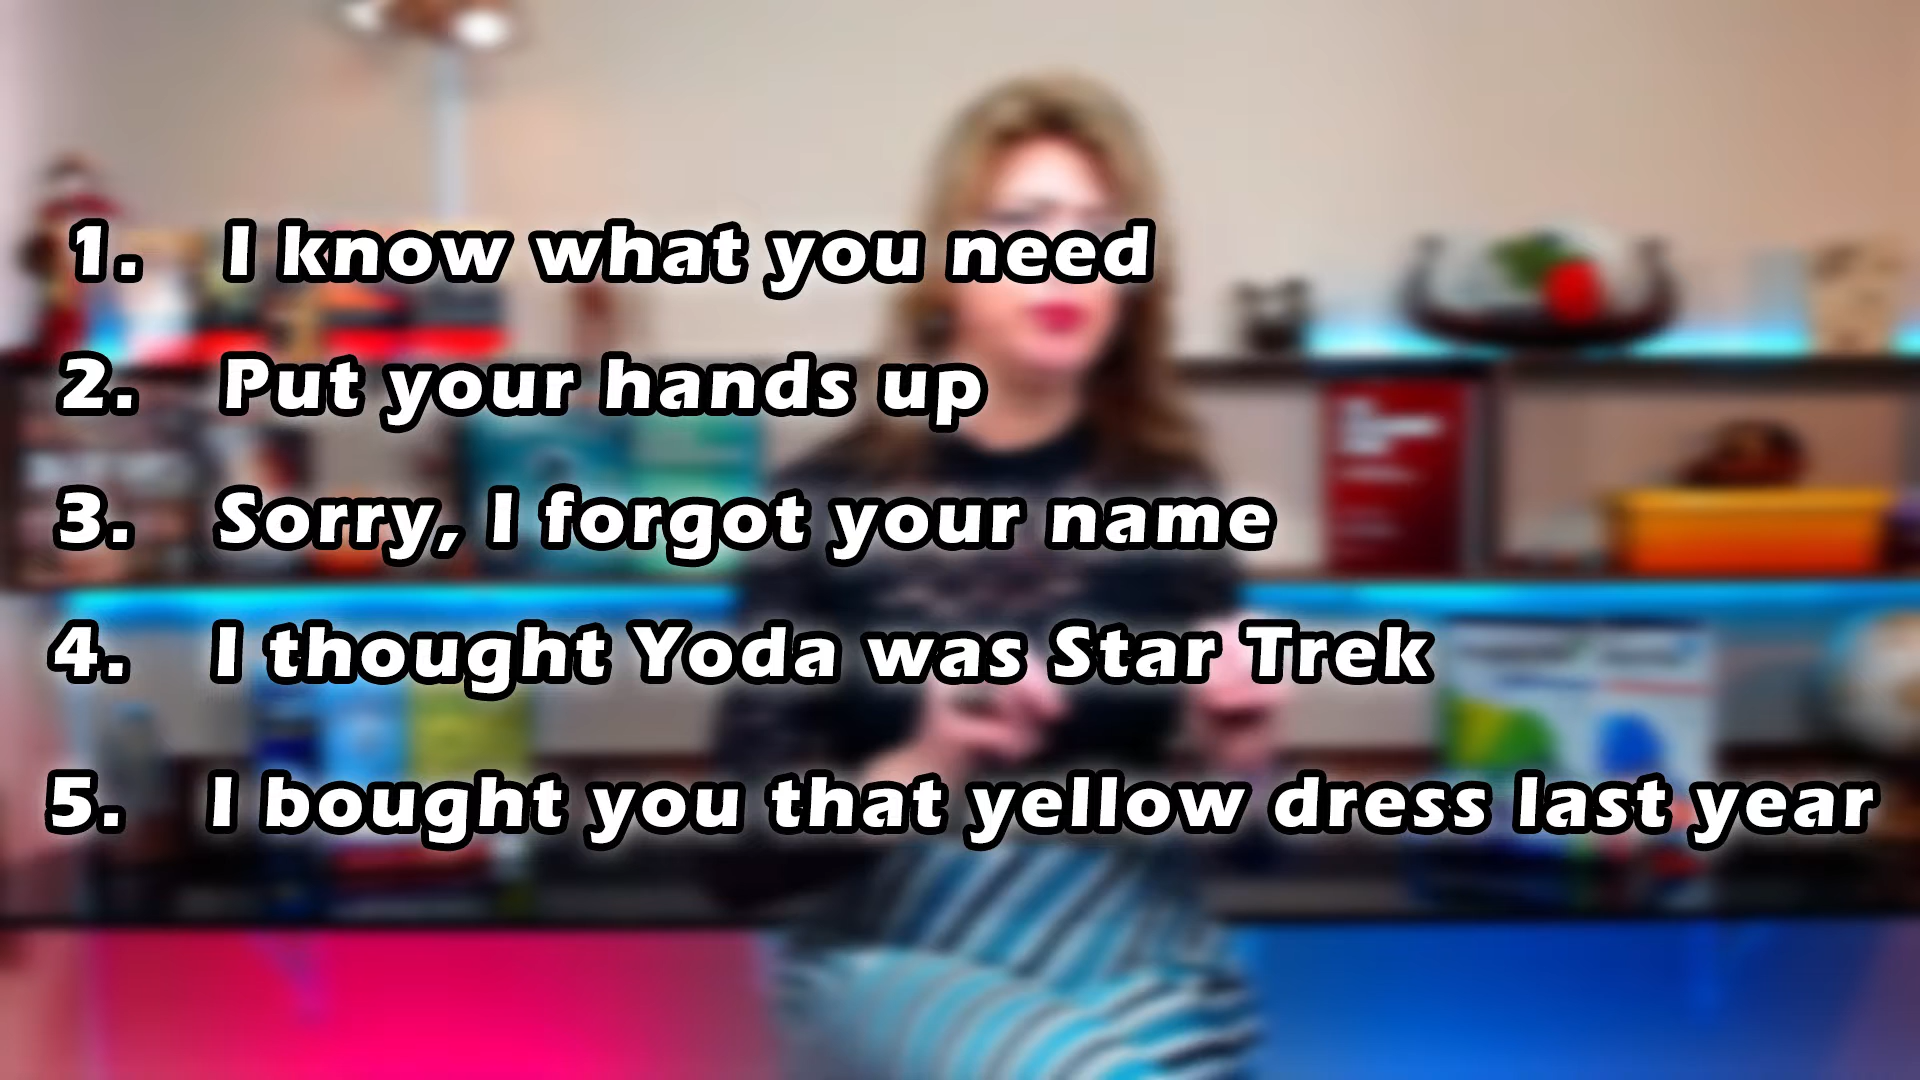 1. I know what you need
2. Put your hands up
3. Sorry, I forgot your name
4. I thought Yoda was Star Trek
5. I bought you that yellow dress last year